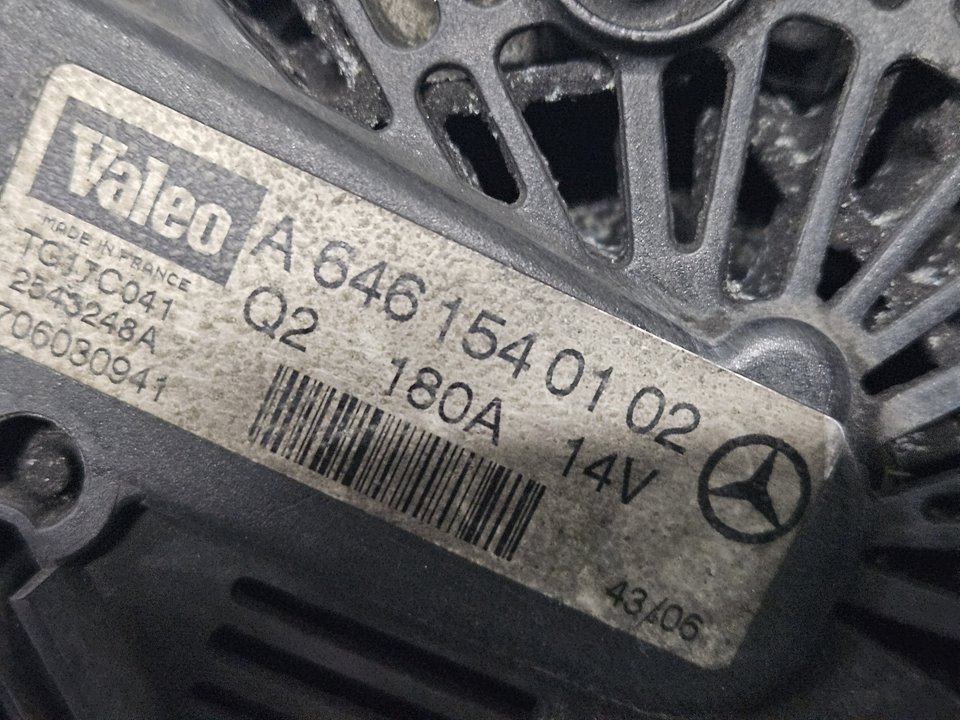 Valeo
MADE IN FRANCE
TG17C041
2543248A
706030941
A 646 154 01 02
Q2 180A 14V
43/06